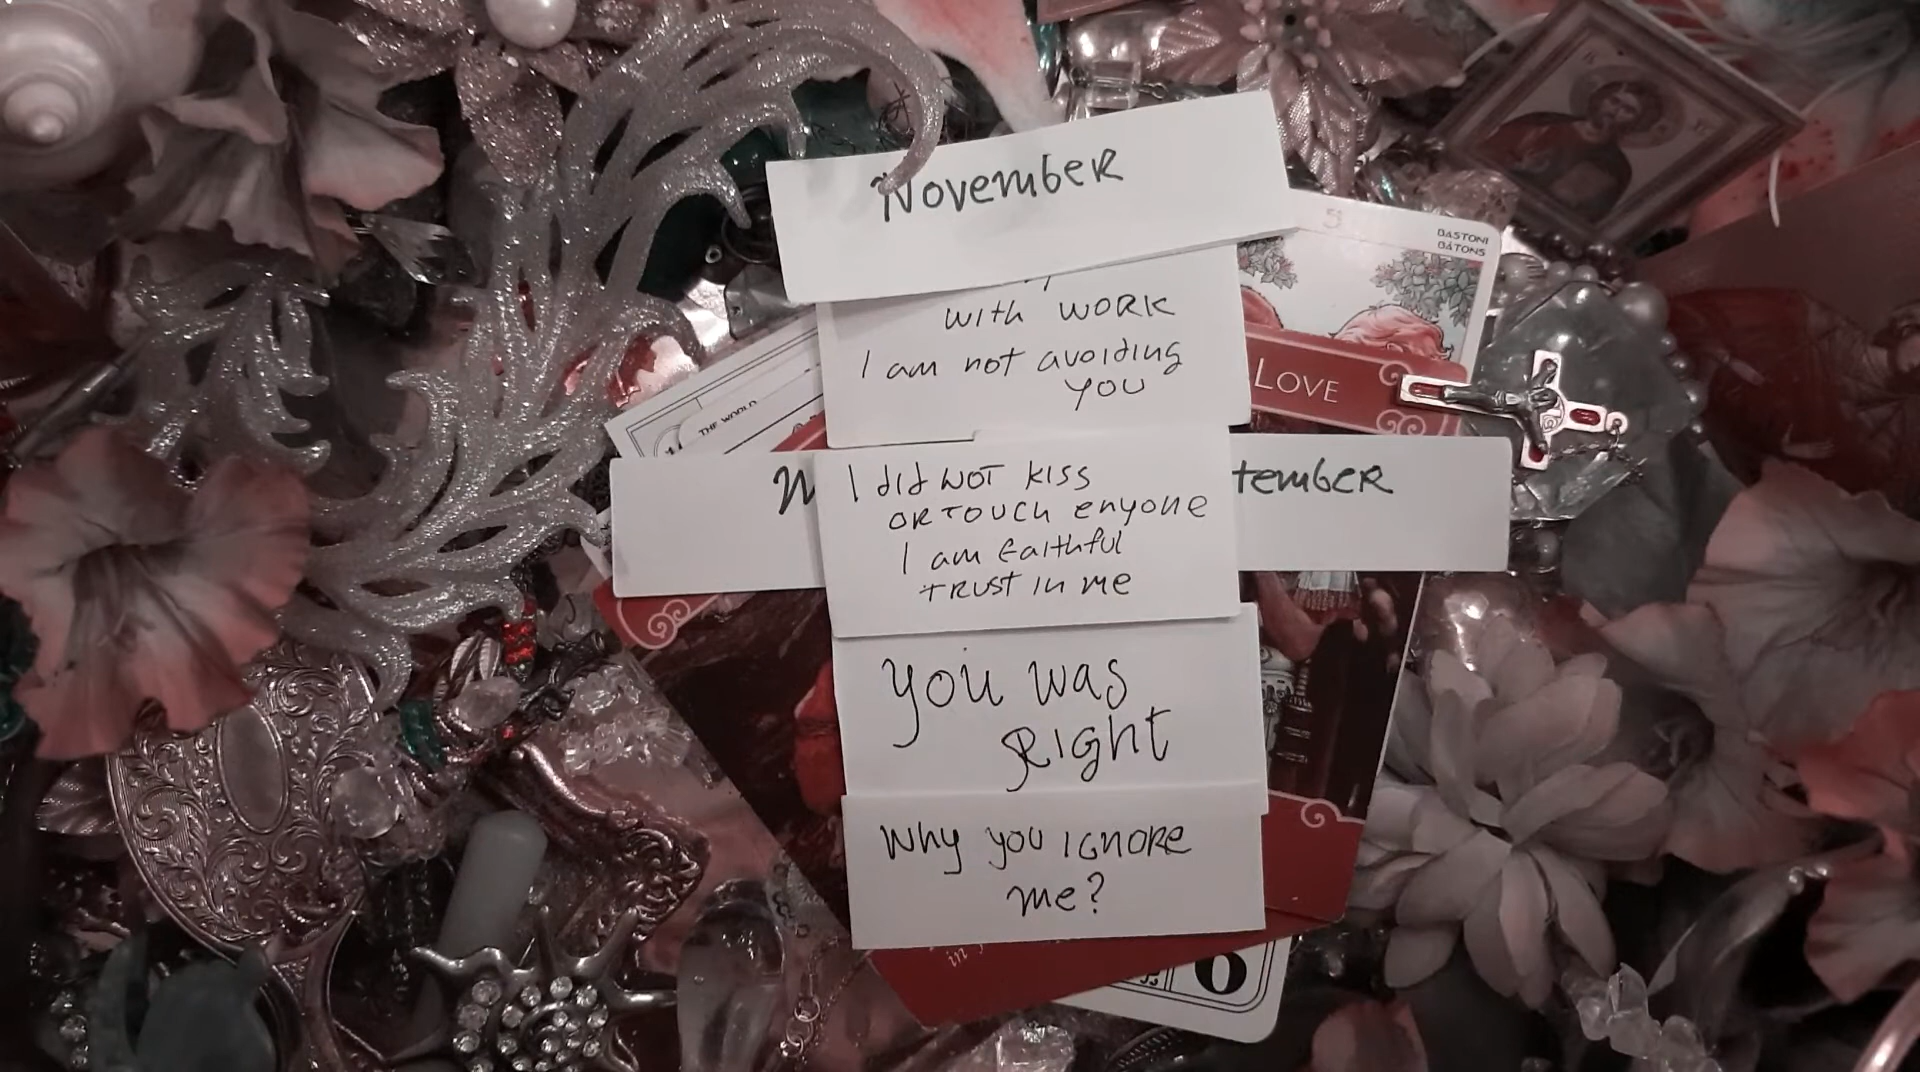 November
BASTONI
BÂTONS
with WORK
I am not avoiding
you
LOVE
THE WORLD
M
tember
I did NOT kiss
OR TOUCH enyone
I am faithful
TRUST in me
you was
Right
Why you ignore
me?
in
6